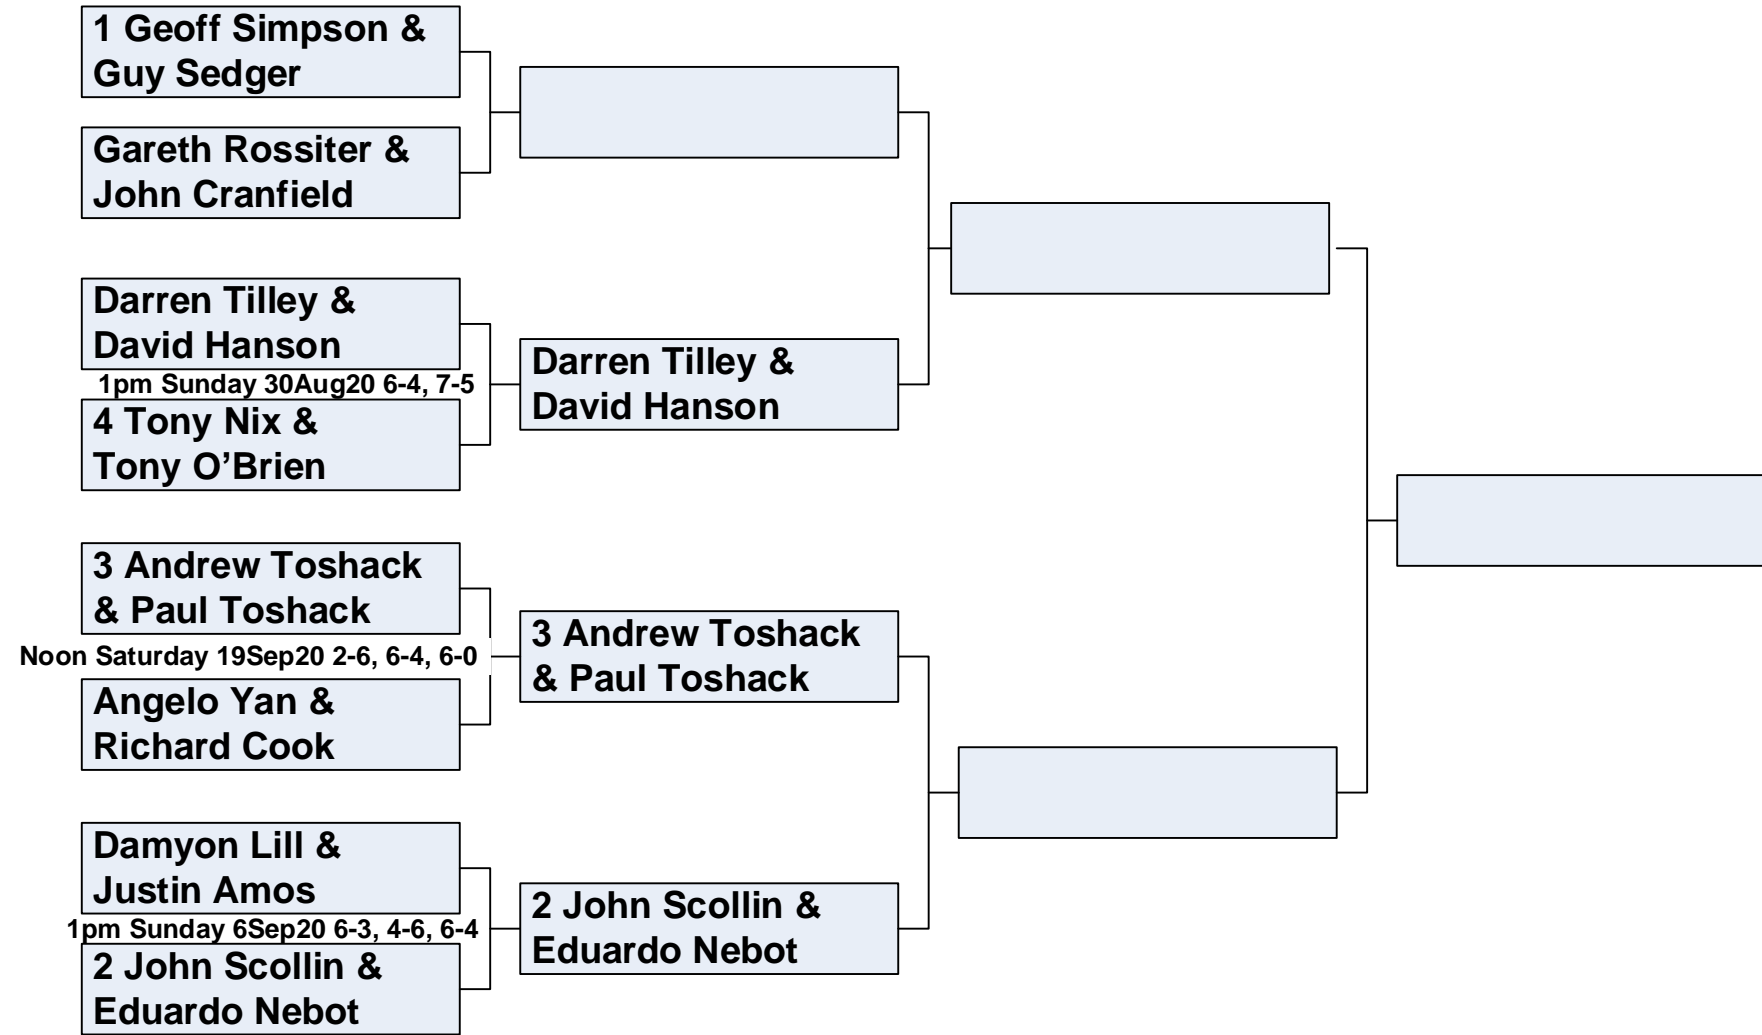 1 Geoff Simpson &
Guy Sedger
Gareth Rossiter &
John Cranfield
Darren Tilley &
David Hanson
1pm Sunday 30Aug20 6-4, 7-5
4 Tony Nix &
Tony O’Brien
Darren Tilley &
David Hanson
3 Andrew Toshack
& Paul Toshack
Noon Saturday 19Sep20 2-6, 6-4, 6-0
Angelo Yan &
Richard Cook
3 Andrew Toshack
& Paul Toshack
Damyon Lill &
Justin Amos
1pm Sunday 6Sep20 6-3, 4-6, 6-4
2 John Scollin &
Eduardo Nebot
2 John Scollin &
Eduardo Nebot